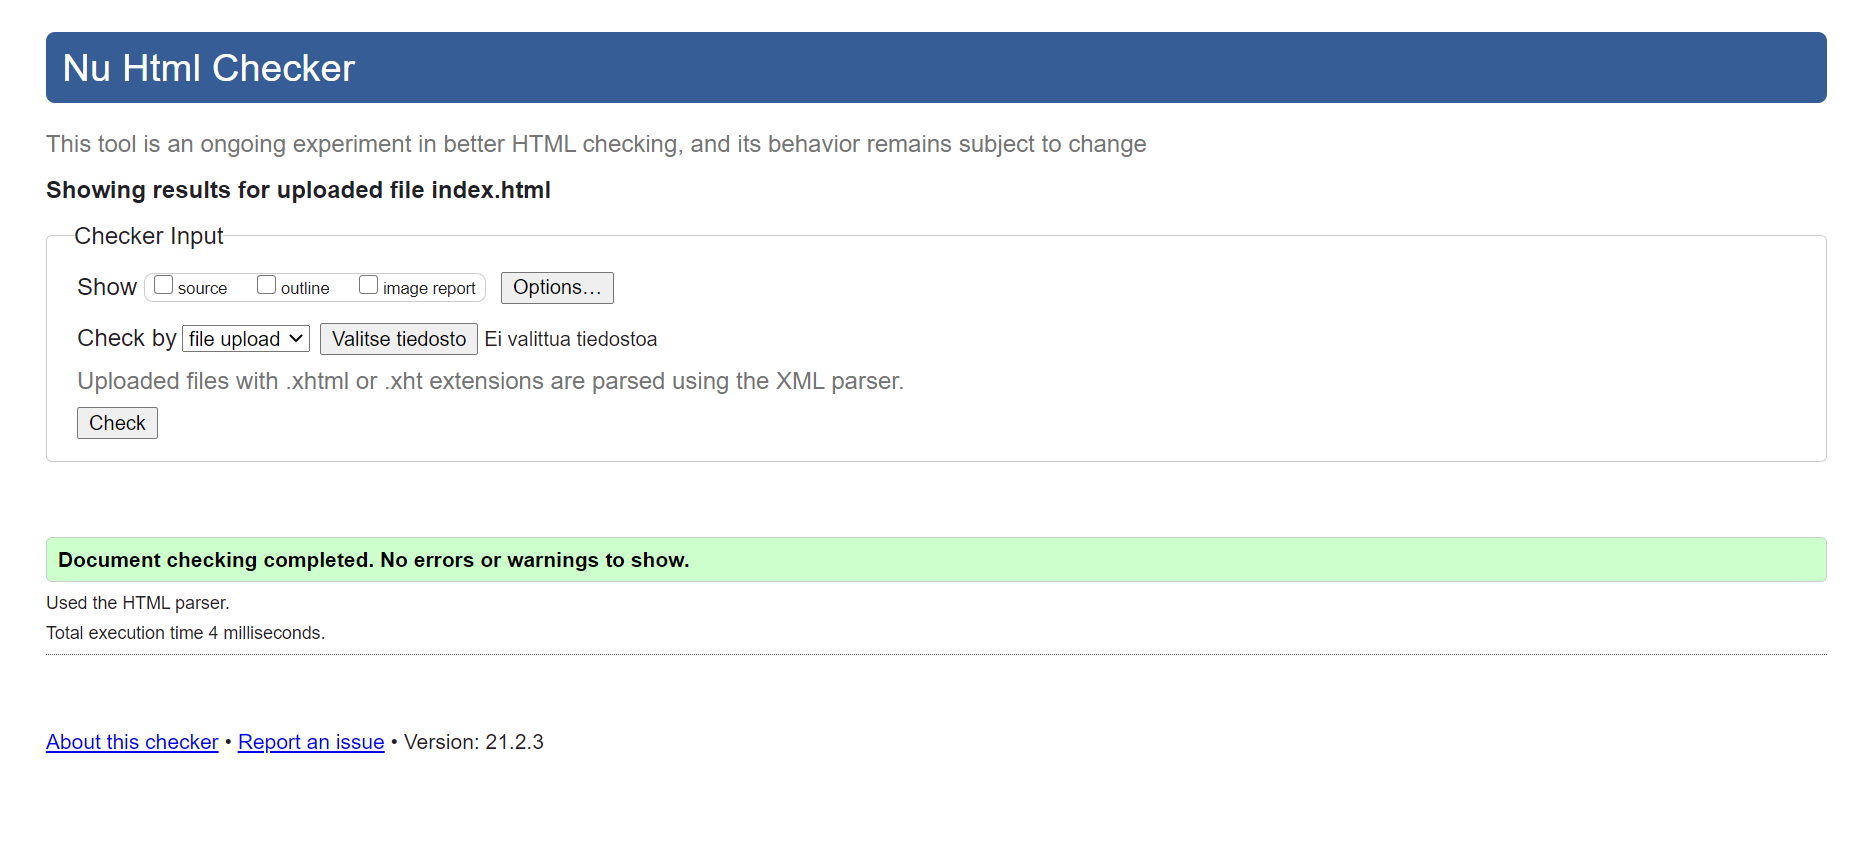 Nu Html Checker
This tool is an ongoing experiment in better HTML checking, and its behavior remains subject to change
Showing results for uploaded file index.html
Checker Input
Show source outline image report Options…
Check by file upload Valitse tiedosto Ei valittua tiedostoa
Uploaded files with .xhtml or .xht extensions are parsed using the XML parser.
Check
Document checking completed. No errors or warnings to show.
Used the HTML parser.
Total execution time 4 milliseconds.
About this checker • Report an issue • Version: 21.2.3